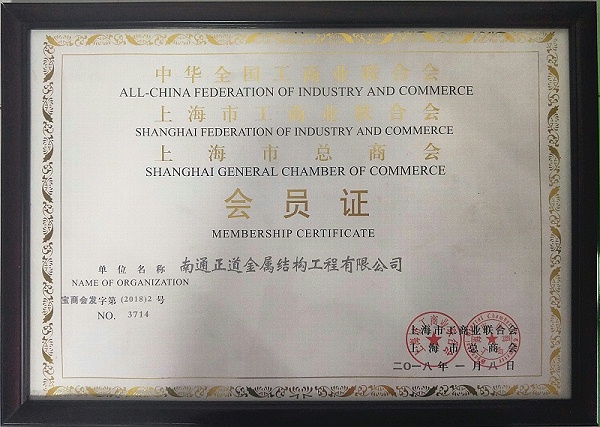 中华全国工商业联合会
ALL-CHINA FEDERATION OF INDUSTRY AND COMMERCE
上海市工商业联合会
SHANGHAI FEDERATION OF INDUSTRY AND COMMERCE
上海市总商会
SHANGHAI GENERAL CHAMBER OF COMMERCE
会员证
MEMBERSHIP CERTIFICATE
单位名称 南通正道金属结构工程有限公司
NAME OF ORGANIZATION
宝商会发字第(2018)2号
NO. 3714
上海市工商业联合会
上海市总商会
二〇一八年一月八日